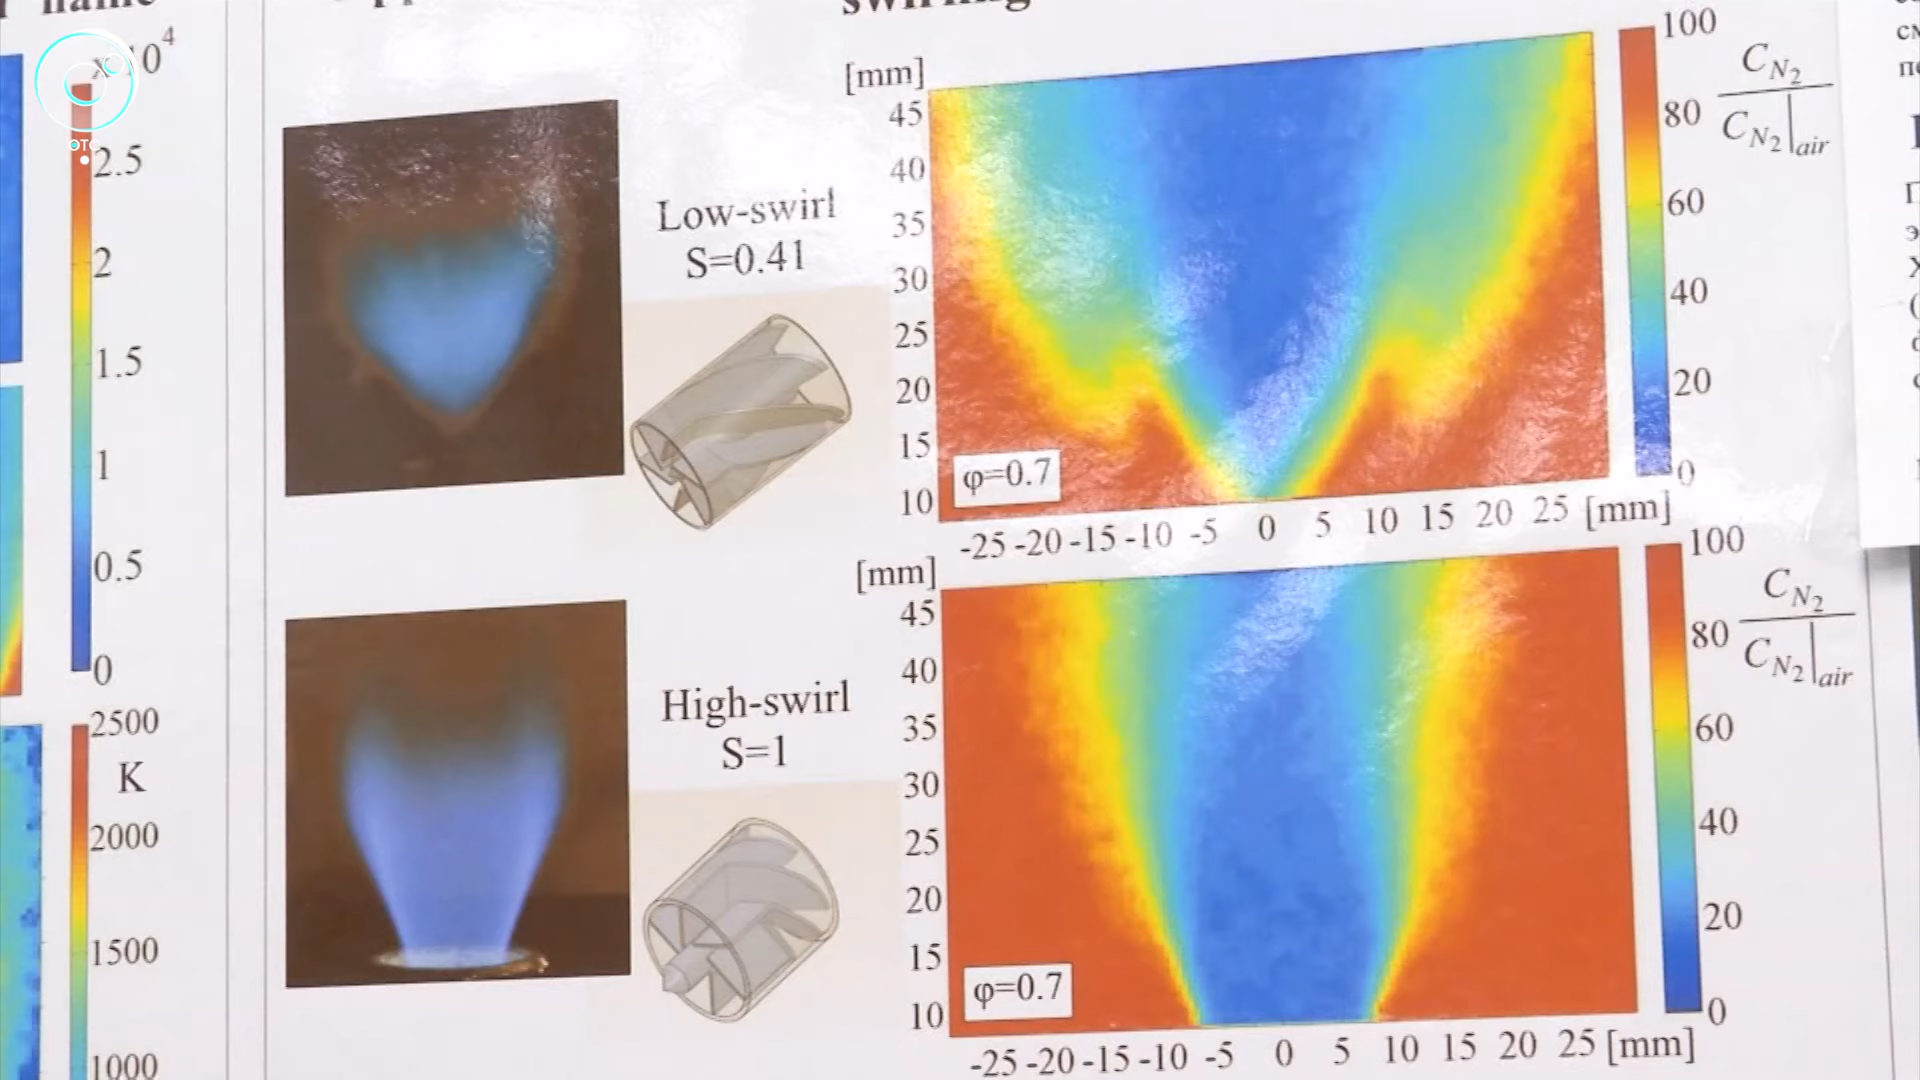 swirling
×10⁴
ОТС
2.5
2
1.5
1
0.5
0
2500
K
2000
1500
1000
Low-swirl
S=0.41
[mm]
45
40
35
30
25
20
15
10
φ=0.7
-25 -20 -15 -10 -5 0 5 10 15 20 25 [mm]
100
80
60
40
20
0
C_N₂
C_N₂|air
High-swirl
S=1
[mm]
45
40
35
30
25
20
15
10
φ=0.7
-25 -20 -15 -10 -5 0 5 10 15 20 25 [mm]
100
80
60
40
20
0
C_N₂
C_N₂|air